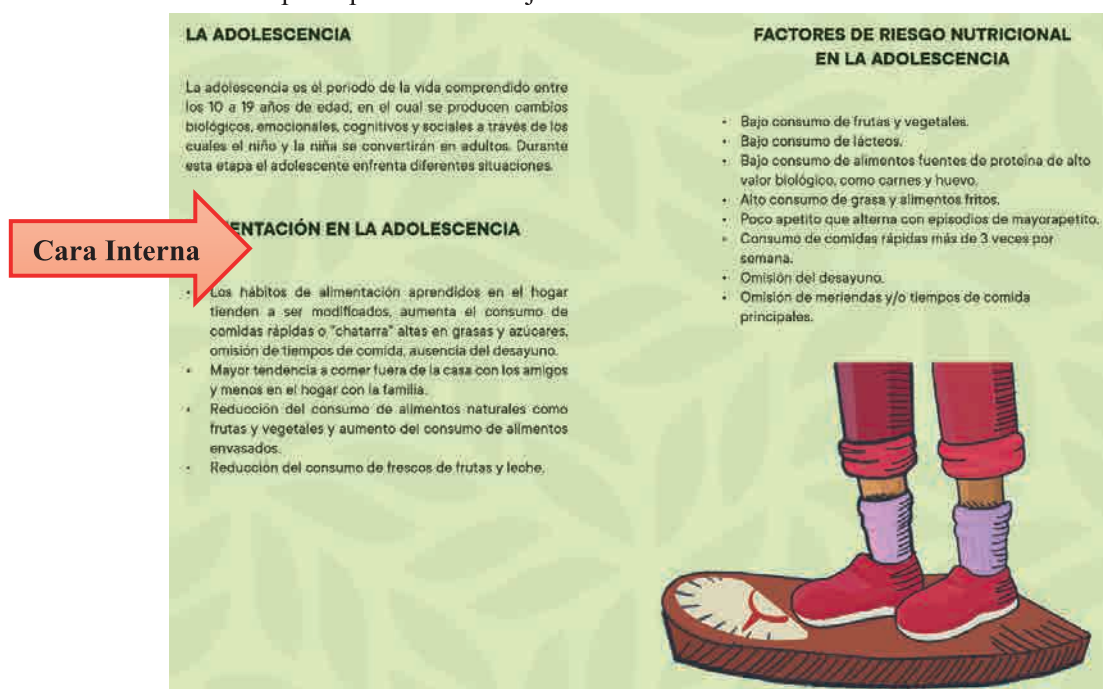 LA ADOLESCENCIA
La adolescencia es el periodo de la vida comprendido entre
los 10 a 19 años de edad, en el cual se producen cambios
biológicos, emocionales, cognitivos y sociales a través de los
cuales el niño y la niña se convertirán en adultos. Durante
esta etapa el adolescente enfrenta diferentes situaciones.
Cara Interna
ENTACIÓN EN LA ADOLESCENCIA
• Los hábitos de alimentación aprendidos en el hogar
tienden a ser modificados, aumenta el consumo de
comidas rápidas o "chatarra" altas en grasas y azúcares,
omisión de tiempos de comida, ausencia del desayuno.
• Mayor tendencia a comer fuera de la casa con los amigos
y menos en el hogar con la familia.
• Reducción del consumo de alimentos naturales como
frutas y vegetales y aumento del consumo de alimentos
envasados.
• Reducción del consumo de frescos de frutas y leche.
FACTORES DE RIESGO NUTRICIONAL
EN LA ADOLESCENCIA
• Bajo consumo de frutas y vegetales.
• Bajo consumo de lácteos.
• Bajo consumo de alimentos fuentes de proteína de alto
valor biológico, como carnes y huevo.
• Alto consumo de grasa y alimentos fritos.
• Poco apetito que alterna con episodios de mayorapetito.
• Consumo de comidas rápidas más de 3 veces por
semana.
• Omisión del desayuno.
• Omisión de meriendas y/o tiempos de comida
principales.